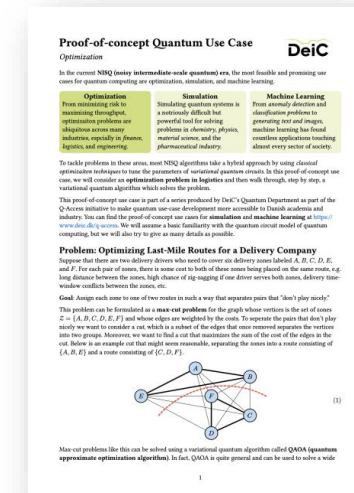 Proof-of-concept Quantum Use Case
DeiC
Optimization
In the current NISQ (noisy intermediate-scale quantum) era, the most feasible and promising use
cases for quantum computing are optimization, simulation, and machine learning.
Optimization
From minimizing risk to
maximizing throughput,
optimization problems are
ubiquitous across many
industries, especially in finance,
logistics, and engineering.
Simulation
Simulating quantum systems is
a notoriously difficult but
powerful tool for solving
problems in chemistry, physics,
material science, and the
pharmaceutical industry.
Machine Learning
From anomaly detection and
classification problems to
generating text and images,
machine learning has found
countless applications touching
almost every sector of society.
To tackle problems in these areas, most NISQ algorithms take a hybrid approach by using classical
optimization techniques to tune the parameters of variational quantum circuits. In this proof-of-concept use
case, we will consider an optimization problem in logistics and then walk through, step by step, a
variational quantum algorithm which solves the problem.
This proof-of-concept use case is part of a series produced by DeiC's Quantum Department as part of the
Q-Access initiative to make quantum use-case development more accessible to Danish academia and
industry. You can find the proof-of-concept use cases for simulation and machine learning at https://
www.deic.dk/q-access. We will assume a basic familiarity with the quantum circuit model of quantum
computing, but we will also try to give as many details as possible.
Problem: Optimizing Last-Mile Routes for a Delivery Company
Suppose that there are two delivery drivers who need to cover six delivery zones labeled A, B, C, D, E,
and F. For each pair of zones, there is some cost to both of these zones being placed on the same route, e.g.
long distance between the zones, high chance of zig-zagging if one driver serves both zones, delivery time-
window conflicts between the zones, etc.
Goal: Assign each zone to one of two routes in such a way that separates pairs that "don't play nicely."
This problem can be formulated as a max-cut problem for the graph whose vertices is the set of zones
Z = {A, B, C, D, E, F} and whose edges are weighted by the costs. To seperate the pairs that don't play
nicely we want to consider a cut, which is a subset of the edges that once removed separates the vertices
into two groups. Moreover, we want to find a cut that maximizes the sum of the cost of the edges in the
cut. Below is an example cut that might seem reasonable, separating the zones into a route consisting of
{A, B, E} and a route consisting of {C, D, F}.
A
B
E
F
(1)
C
D
Max-cut problems like this can be solved using a variational quantum algorithm called QAOA (quantum
approximate optimization algorithm). In fact, QAOA is quite general and can be used to solve a wide
1